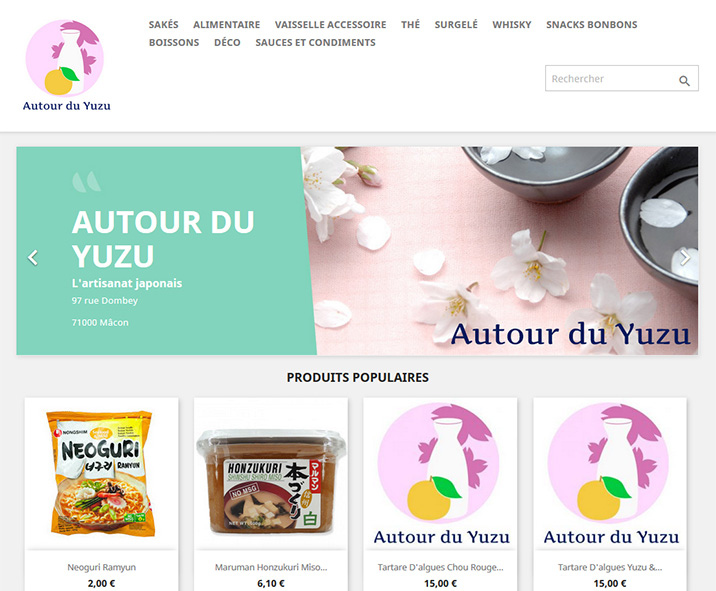 SAKÉS ALIMENTAIRE VAISSELLE ACCESSOIRE THÉ SURGELÉ WHISKY SNACKS BONBONS
BOISSONS DÉCO SAUCES ET CONDIMENTS
Autour du Yuzu
Rechercher
AUTOUR DU
YUZU
L'artisanat japonais
97 rue Dombey
71000 Mâcon
Autour du Yuzu
PRODUITS POPULAIRES
NONGSHIM
NEOGURI
너구리 RAMYUN
HONZUKURI
SHINSHU SHIRO MISO
NO MSG
本づくり
マルマン
白
Autour du Yuzu
Autour du Yuzu
Neoguri Ramyun
Maruman Honzukuri Miso...
Tartare D'algues Chou Rouge...
Tartare D'algues Yuzu &...
2,00 €
6,10 €
15,00 €
15,00 €